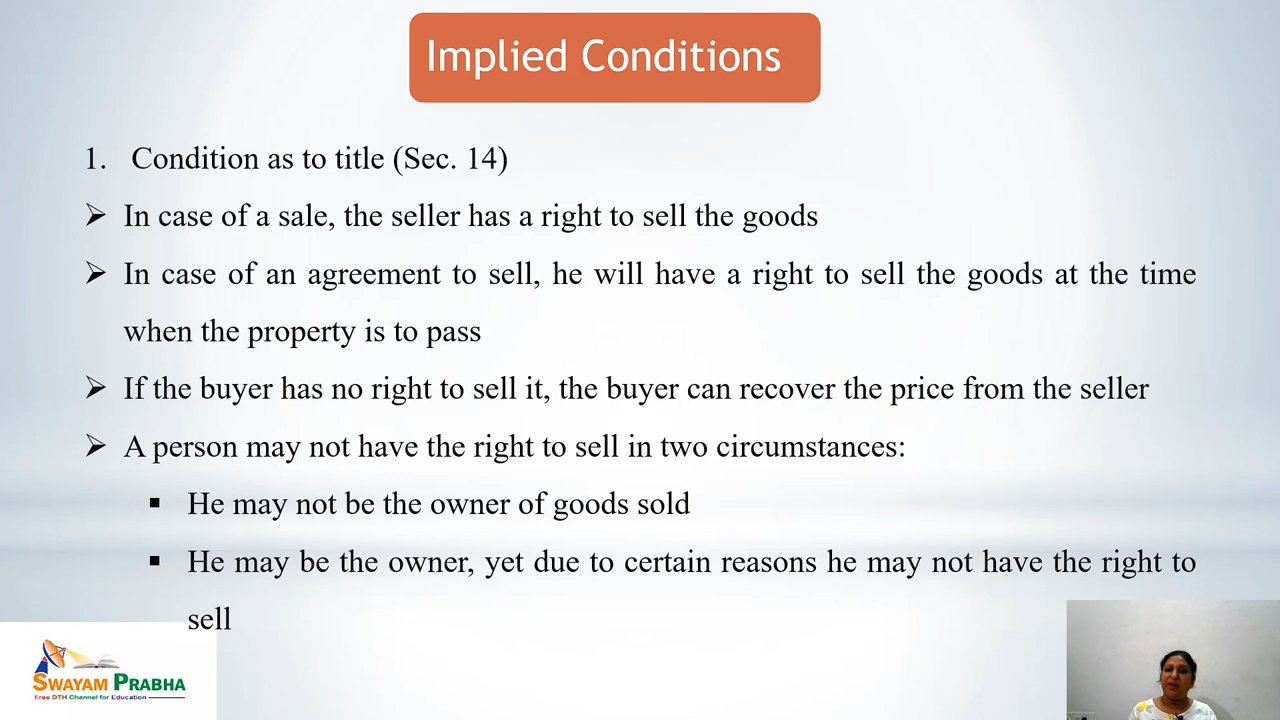 Implied Conditions
1. Condition as to title (Sec. 14)
➢ In case of a sale, the seller has a right to sell the goods
➢ In case of an agreement to sell, he will have a right to sell the goods at the time
when the property is to pass
➢ If the buyer has no right to sell it, the buyer can recover the price from the seller
➢ A person may not have the right to sell in two circumstances:
▪ He may not be the owner of goods sold
▪ He may be the owner, yet due to certain reasons he may not have the right to
sell
SWAYAM PRABHA
Free DTH Channel for Education